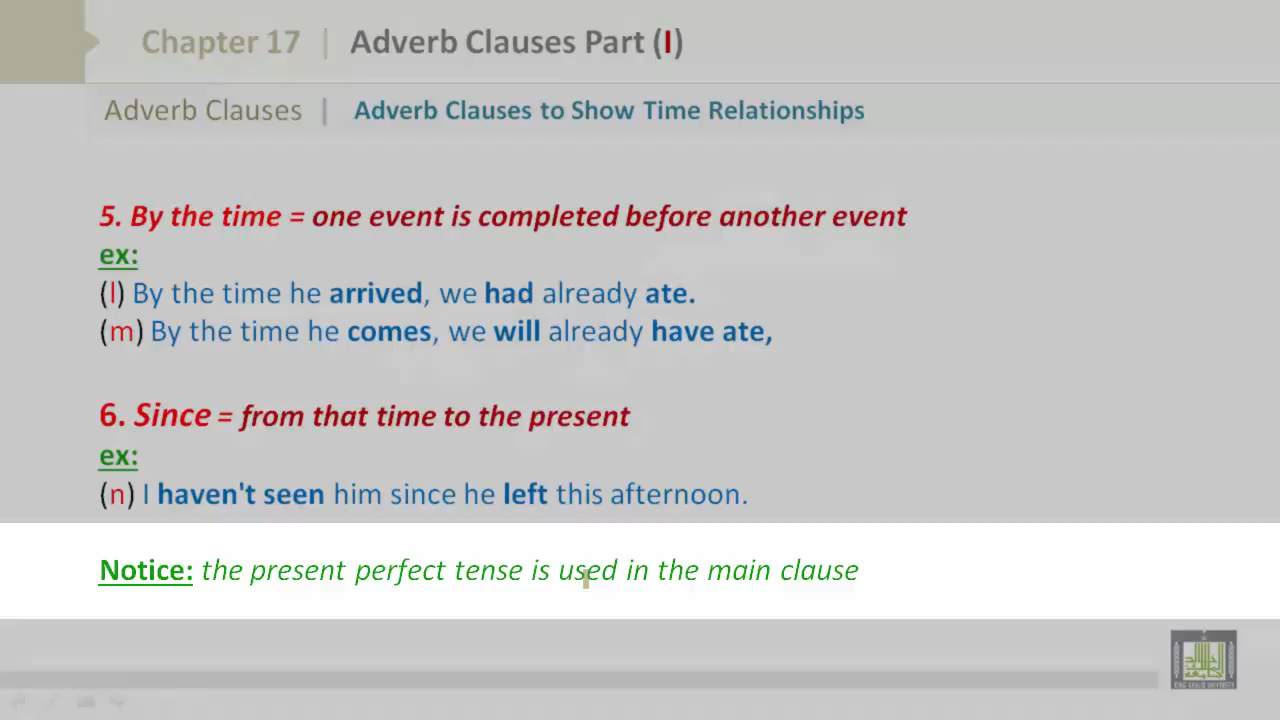 Chapter 17 | Adverb Clauses Part (I)
Adverb Clauses | Adverb Clauses to Show Time Relationships
5. By the time = one event is completed before another event
ex:
(l) By the time he arrived, we had already ate.
(m) By the time he comes, we will already have ate,
6. Since = from that time to the present
ex:
(n) I haven't seen him since he left this afternoon.
Notice: the present perfect tense is used in the main clause
KING KHALID UNIVERSITY